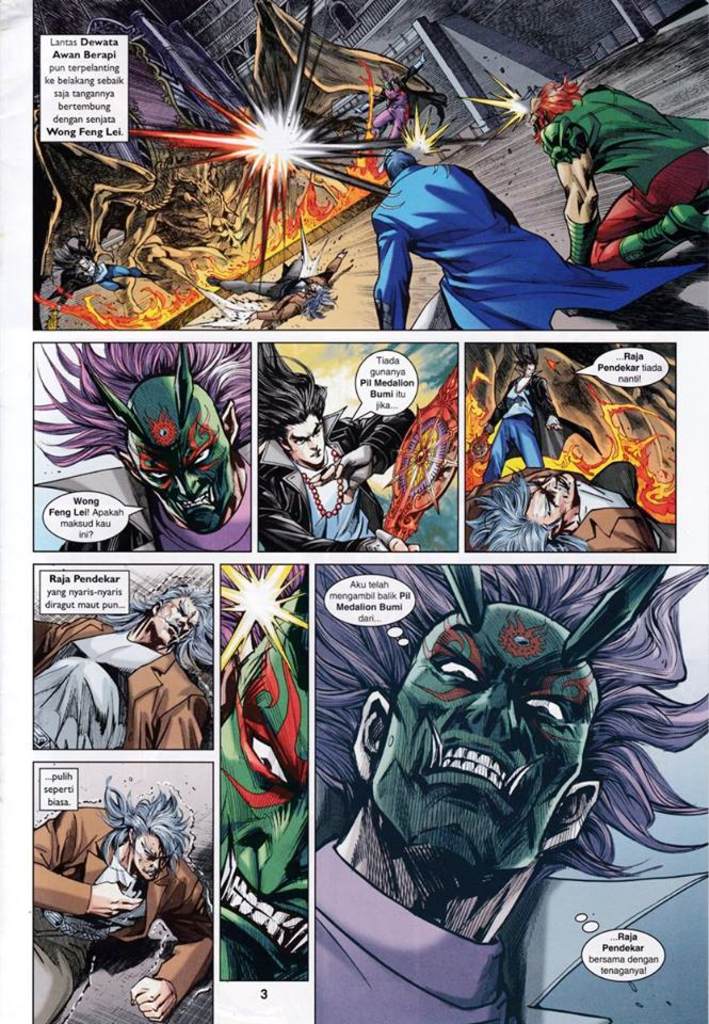 Lantas Dewata
Awan Berapi
pun terpelanting
ke belakang sebaik
saja tangannya
bertembung
dengan senjata
Wong Feng Lei.
Wong
Feng Lei! Apakah
maksud kau
ini?
Tiada
gunanya
Pil Medalion
Bumi itu
jika...
...Raja
Pendekar tiada
nanti!
Raja Pendekar
yang nyaris-nyaris
diragut maut pun...
...pulih
seperti
biasa.
Aku telah
mengambil balik Pil
Medalion Bumi
dari...
...Raja
Pendekar
bersama dengan
tenaganya!
3